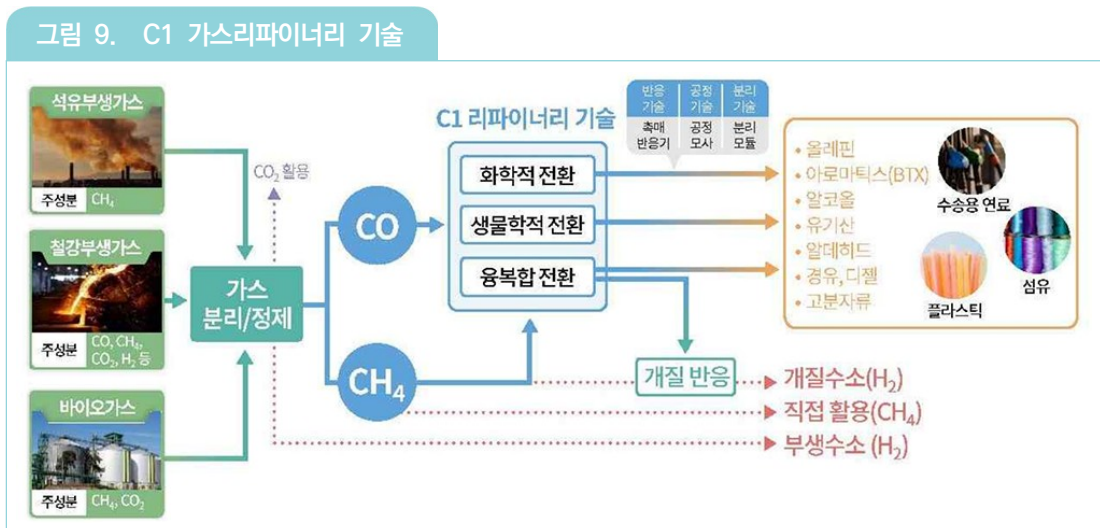 그림 9. C1 가스리파이너리 기술
석유부생가스
주성분 CH₄
철강부생가스
주성분 CO, CH₄,
CO₂, H₂ 등
바이오가스
주성분 CH₄, CO₂
CO₂ 활용
가스
분리/정제
CO
CH₄
C1 리파이너리 기술
화학적 전환
생물학적 전환
융복합 전환
반응
기술
공정
기술
분리
기술
촉매
반응기
공정
모사
분리
모듈
• 올레핀
• 아로마틱스(BTX)
• 알코올
• 유기산
• 알데히드
• 경유, 디젤
• 고분자류
수송용 연료
섬유
플라스틱
개질 반응
개질수소(H₂)
직접 활용(CH₄)
부생수소 (H₂)